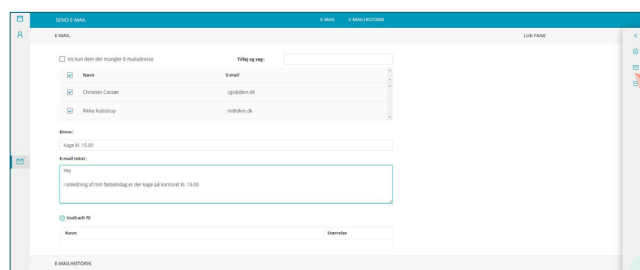 SEND E-MAIL E-MAIL E-MAILHISTORIK
E-MAIL LUK FANE
Vis kun dem der mangler E-mailadresse Tilføj og søg:
Navn E-mail
Christian Cassøe cgc@dkm.dk
Rikke Kubstrup rk@dkm.dk
Emne:
Kage kl. 15.00
E-mail tekst:
Hej
I anledning af min fødselsdag er der kage på kontoret kl. 15.00
Vedhæft fil
Navn Størrelse
E-MAILHISTORIK